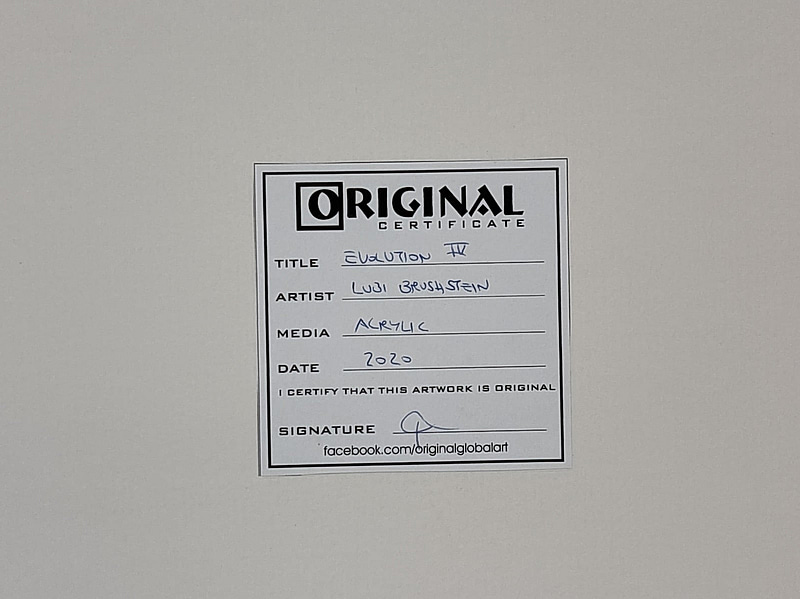 ORIGINAL
CERTIFICATE
TITLE EVOLUTION IV
ARTIST LUBI BRUSHSTEIN
MEDIA ACRYLIC
DATE 2020
I CERTIFY THAT THIS ARTWORK IS ORIGINAL
SIGNATURE
facebook.com/originalglobalart